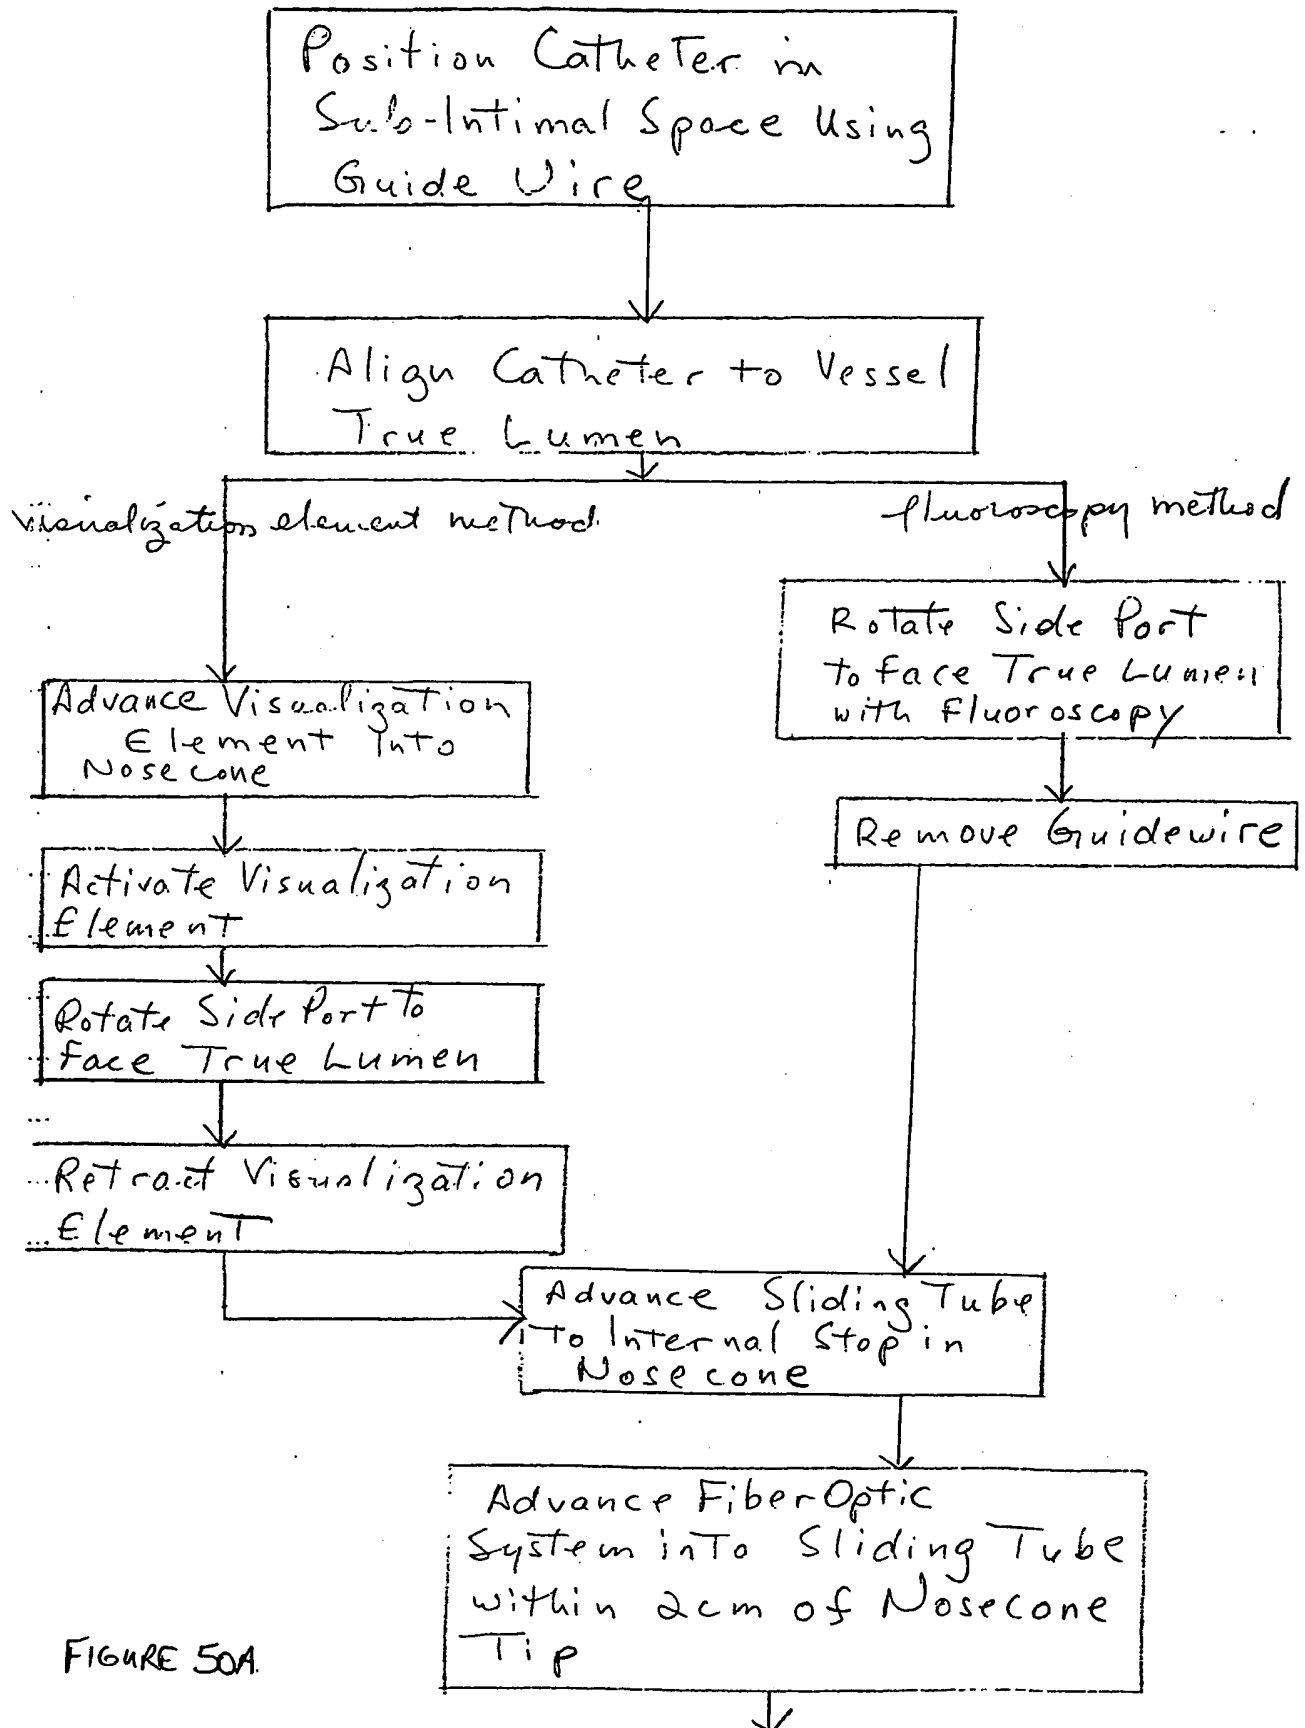 Position Catheter in
Sub-Intimal Space Using
Guide Wire
Align Catheter to Vessel
True Lumen
visualization element method
fluoroscopy method
Rotate Side Port
to face True Lumen
with Fluoroscopy
Remove Guidewire
Advance Visualization
Element into
Nosecone
Activate Visualization
Element
Rotate Side Port To
face True Lumen
Retract Visualization
Element
Advance Sliding Tube
to Internal Stop in
Nosecone
Advance Fiber Optic
System inTo Sliding Tube
within 2cm of Nosecone
Tip
FIGURE 50A